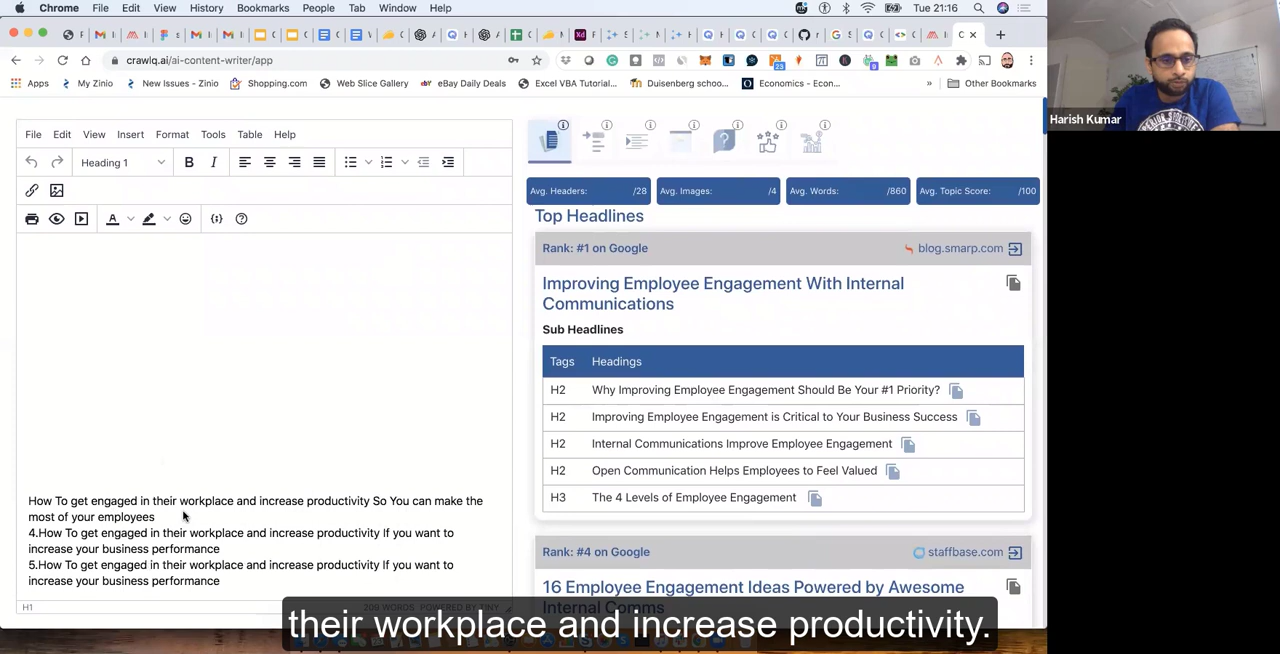 Chrome File Edit View History Bookmarks People Tab Window Help Tue 21:16
crawlq.ai/ai-content-writer/app
23
9
Apps My Zinio New Issues - Zinio Shopping.com Web Slice Gallery eBay Daily Deals Excel VBA Tutorial... Duisenberg schoo... Economics - Econ... » Other Bookmarks
Harish Kumar
File Edit View Insert Format Tools Table Help
Heading 1 B I
A
Avg. Headers: /28 Avg. Images: /4 Avg. Words: /860 Avg. Topic Score: /100
Top Headlines
Rank: #1 on Google blog.smarp.com
Improving Employee Engagement With Internal
Communications
Sub Headlines
Tags Headings
H2 Why Improving Employee Engagement Should Be Your #1 Priority?
H2 Improving Employee Engagement is Critical to Your Business Success
H2 Internal Communications Improve Employee Engagement
H2 Open Communication Helps Employees to Feel Valued
H3 The 4 Levels of Employee Engagement
Rank: #4 on Google staffbase.com
16 Employee Engagement Ideas Powered by Awesome
Internal Comms
How To get engaged in their workplace and increase productivity So You can make the
most of your employees
4.How To get engaged in their workplace and increase productivity If you want to
increase your business performance
5.How To get engaged in their workplace and increase productivity If you want to
increase your business performance
H1 206 WORDS POWERED BY TINY
their workplace and increase productivity.